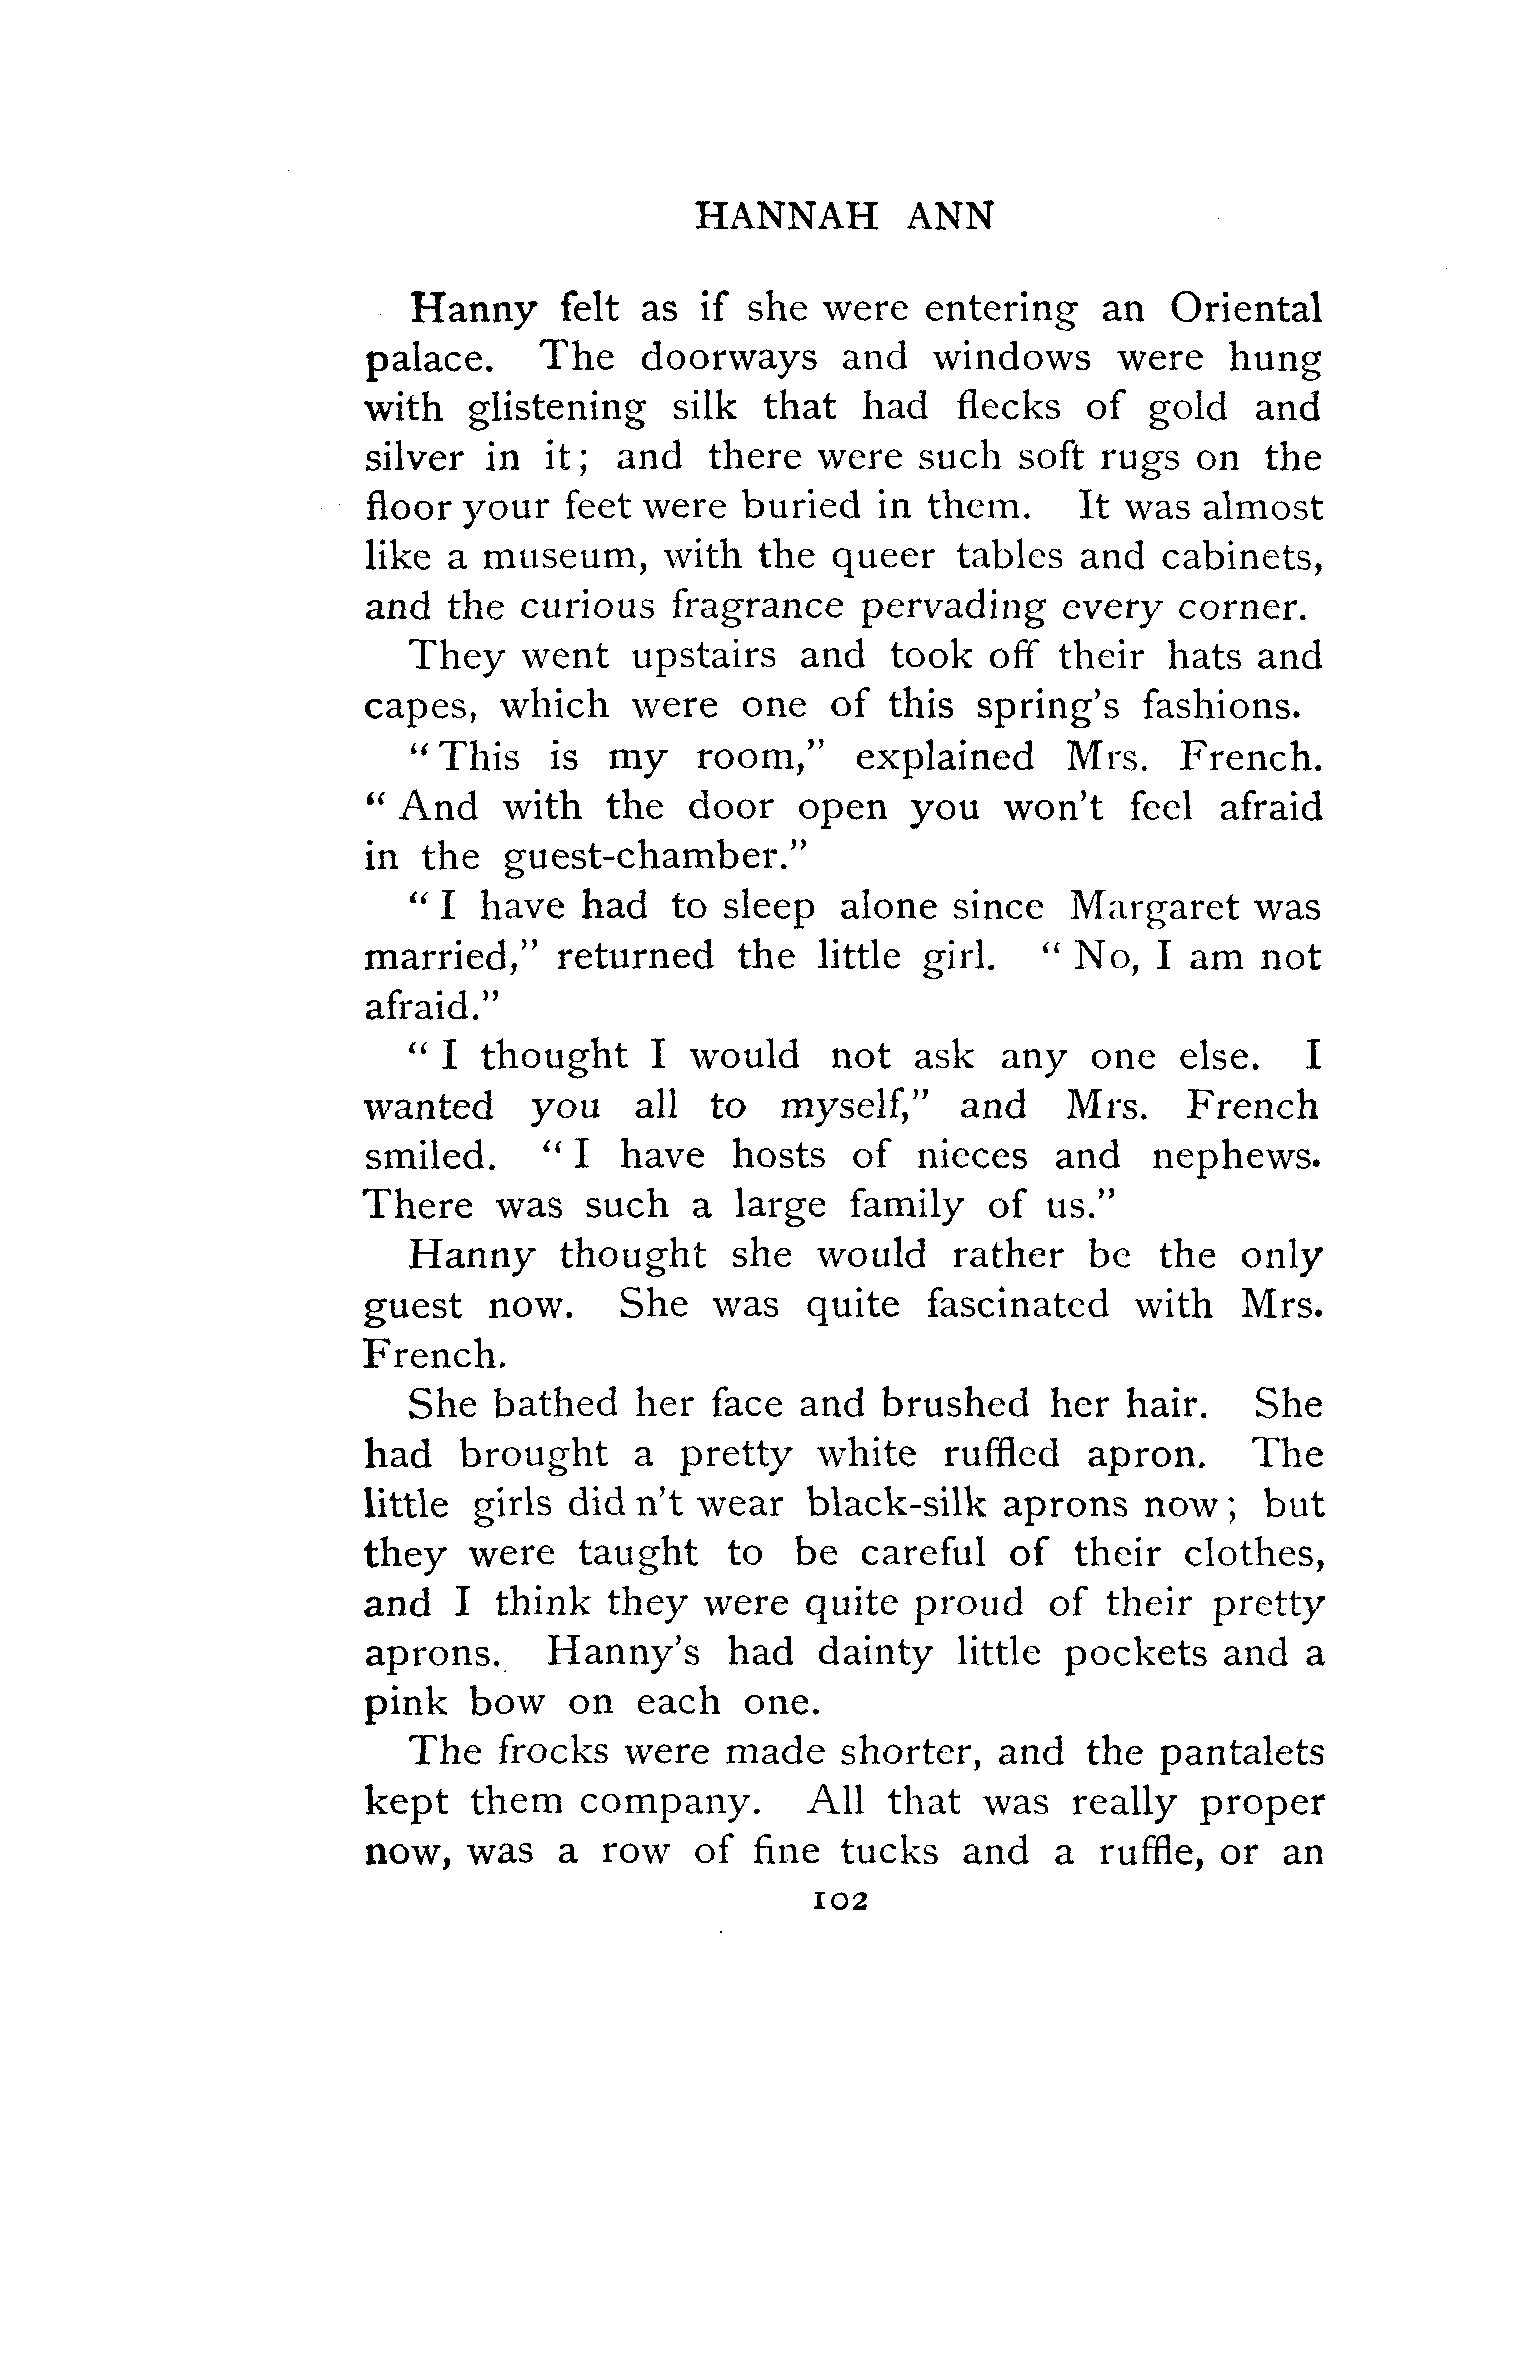 HANNAH ANN
Hanny felt as if she were entering an Oriental
palace. The doorways and windows were hung
with glistening silk that had flecks of gold and
silver in it; and there were such soft rugs on the
floor your feet were buried in them. It was almost
like a museum, with the queer tables and cabinets,
and the curious fragrance pervading every corner.
They went upstairs and took off their hats and
capes, which were one of this spring's fashions.
"This is my room," explained Mrs. French.
"And with the door open you won't feel afraid
in the guest-chamber."
"I have had to sleep alone since Margaret was
married," returned the little girl. "No, I am not
afraid."
"I thought I would not ask any one else. I
wanted you all to myself," and Mrs. French
smiled. "I have hosts of nieces and nephews.
There was such a large family of us."
Hanny thought she would rather be the only
guest now. She was quite fascinated with Mrs.
French.
She bathed her face and brushed her hair. She
had brought a pretty white ruffled apron. The
little girls did n't wear black-silk aprons now; but
they were taught to be careful of their clothes,
and I think they were quite proud of their pretty
aprons. Hanny's had dainty little pockets and a
pink bow on each one.
The frocks were made shorter, and the pantalets
kept them company. All that was really proper
now, was a row of fine tucks and a ruffle, or an
102